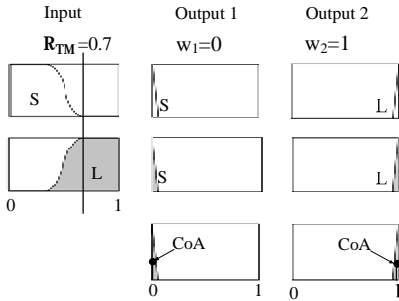 Input Output 1 Output 2
R_TM=0.7 w₁=0 w₂=1
S S L
L S L
0 1
CoA CoA
0 1 0 1